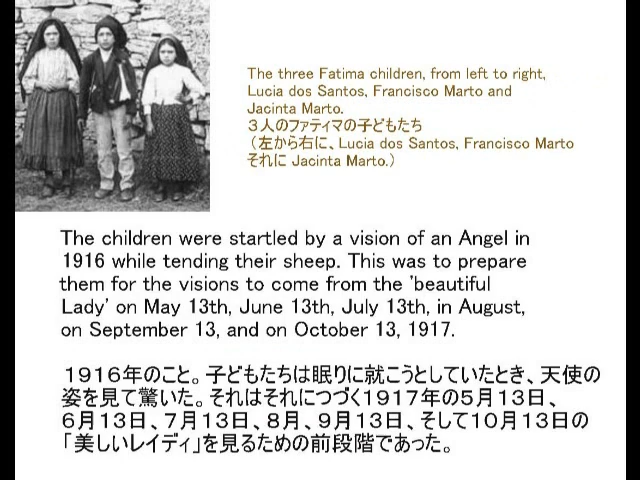 The three Fatima children, from left to right,
Lucia dos Santos, Francisco Marto and
Jacinta Marto.
３人のファティマの子どもたち
（左から右に、Lucia dos Santos, Francisco Marto
それに Jacinta Marto.）
The children were startled by a vision of an Angel in
1916 while tending their sheep. This was to prepare
them for the visions to come from the 'beautiful
Lady' on May 13th, June 13th, July 13th, in August,
on September 13, and on October 13, 1917.
１９１６年のこと。子どもたちは眠りに就こうとしていたとき、天使の
姿を見て驚いた。それはそれにつづく１９１７年の５月１３日、
６月１３日、７月１３日、８月、９月１３日、そして１０月１３日の
「美しいレイディ」を見るための前段階であった。